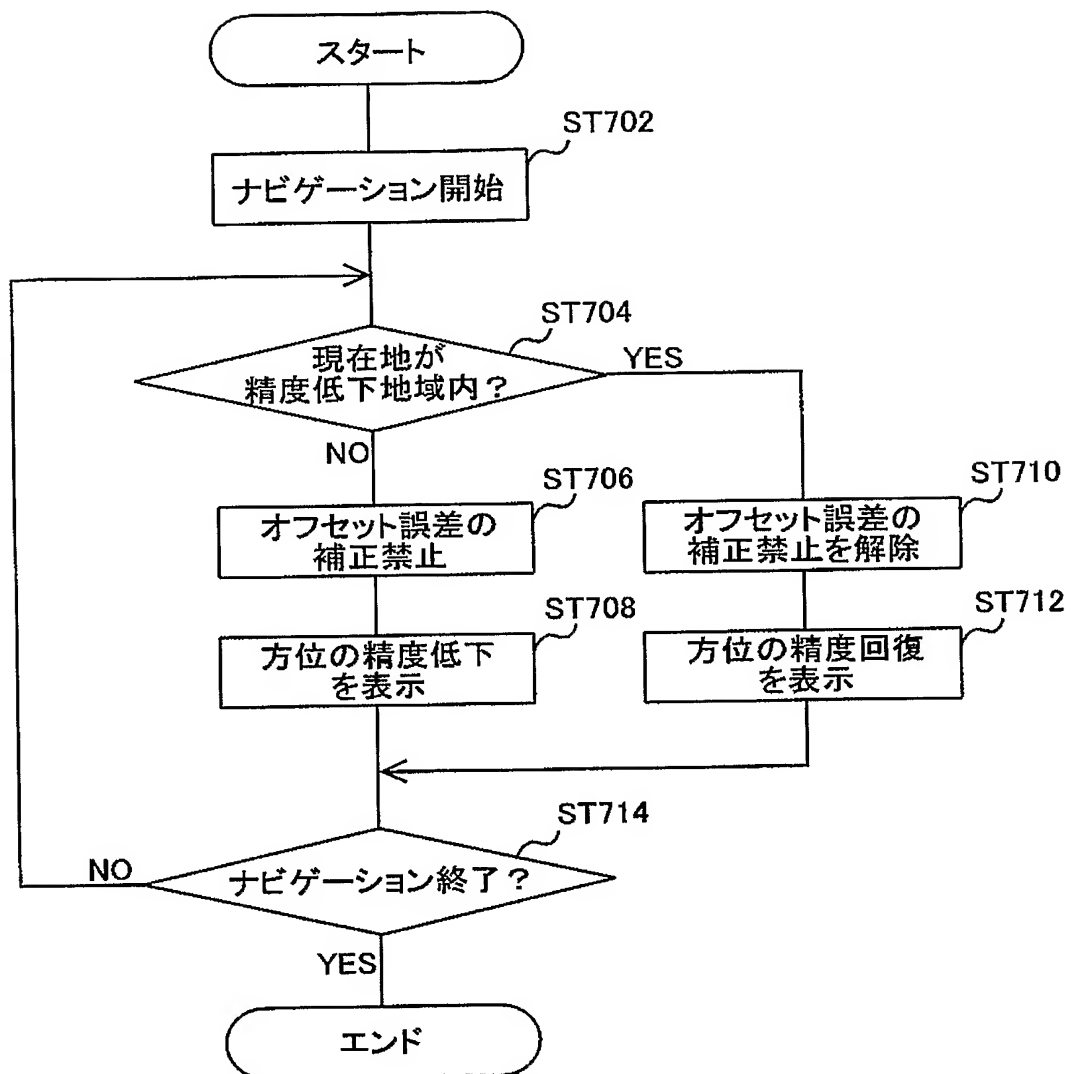 スタート
ST702
ナビゲーション開始
ST704
現在地が
精度低下地域内？
YES
NO
ST706
オフセット誤差の
補正禁止
ST710
オフセット誤差の
補正禁止を解除
ST708
方位の精度低下
を表示
ST712
方位の精度回復
を表示
ST714
ナビゲーション終了？
NO
YES
エンド